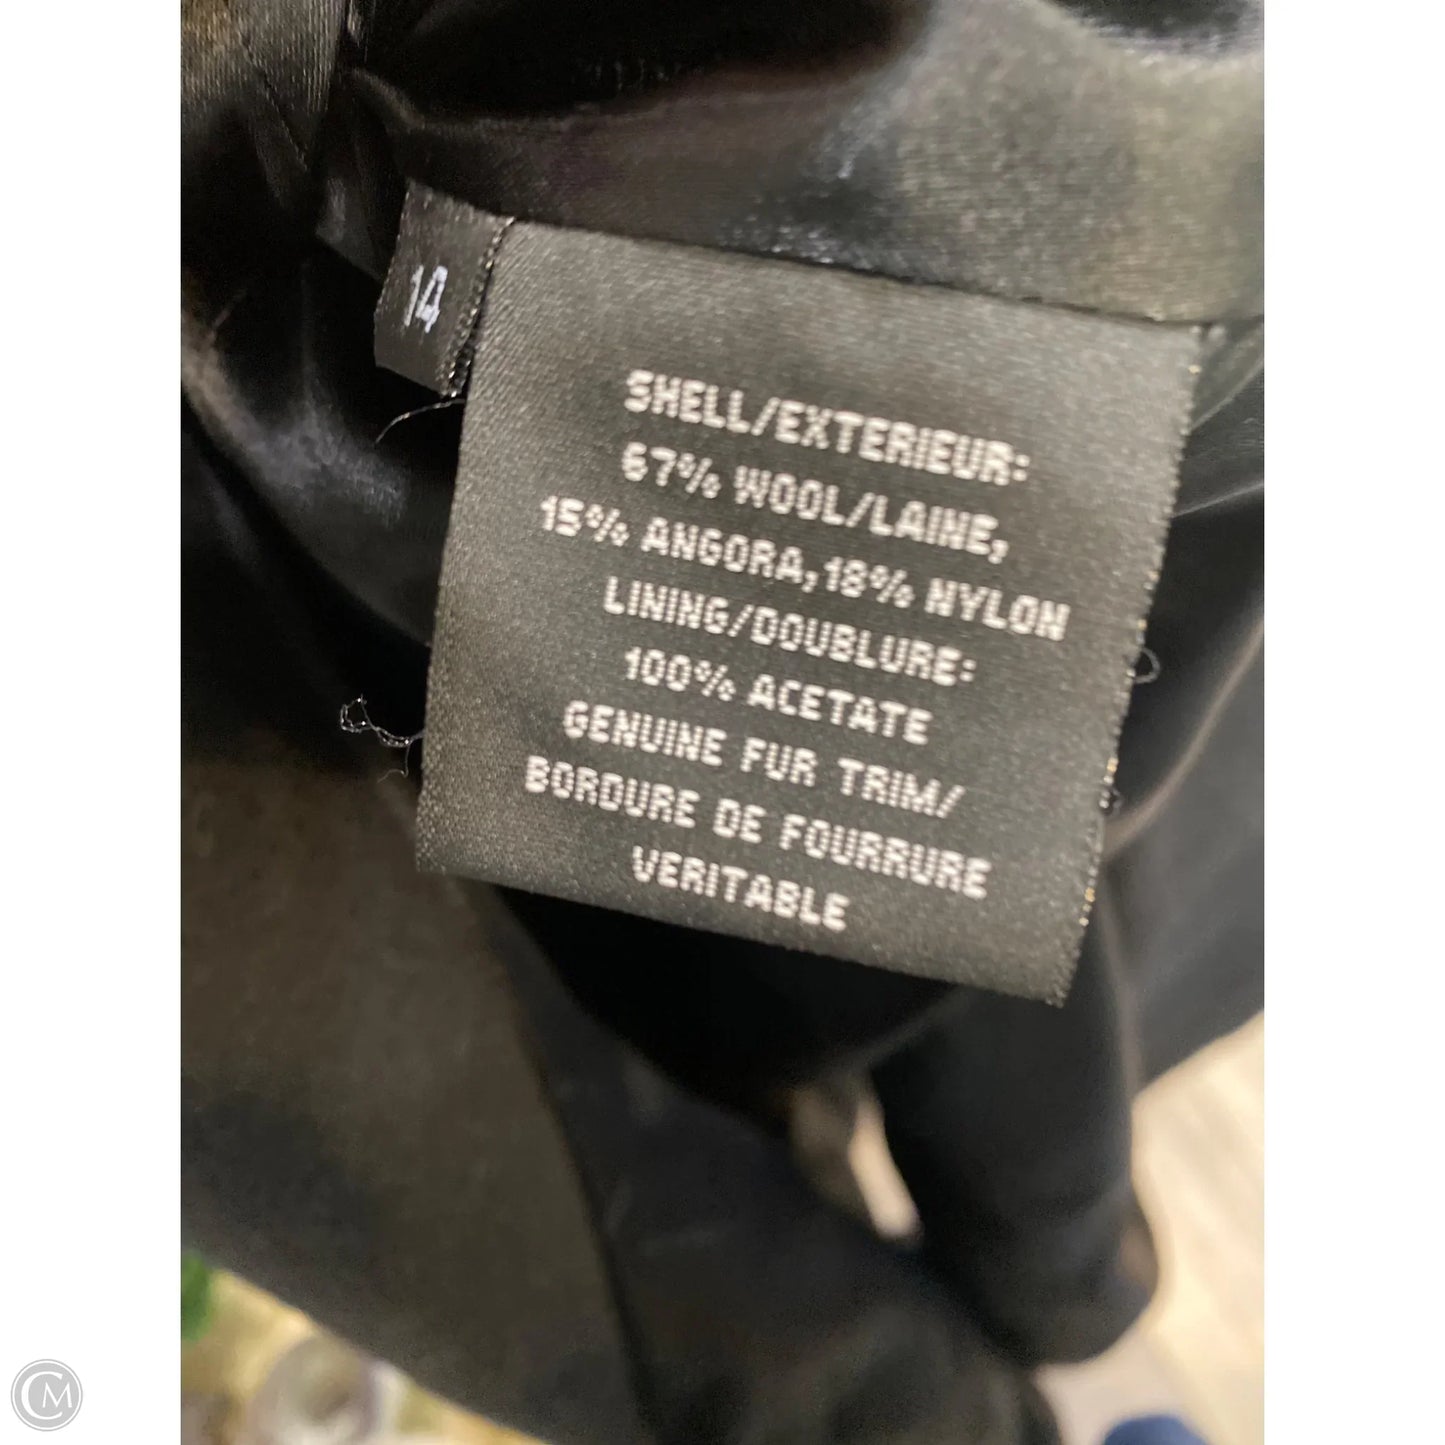 14
SHELL/EXTERIEUR:
67% WOOL/LAINE,
15% ANGORA,18% NYLON
LINING/DOUBLURE:
100% ACETATE
GENUINE FUR TRIM/
BORDURE DE FOURRURE
VERITABLE
CM